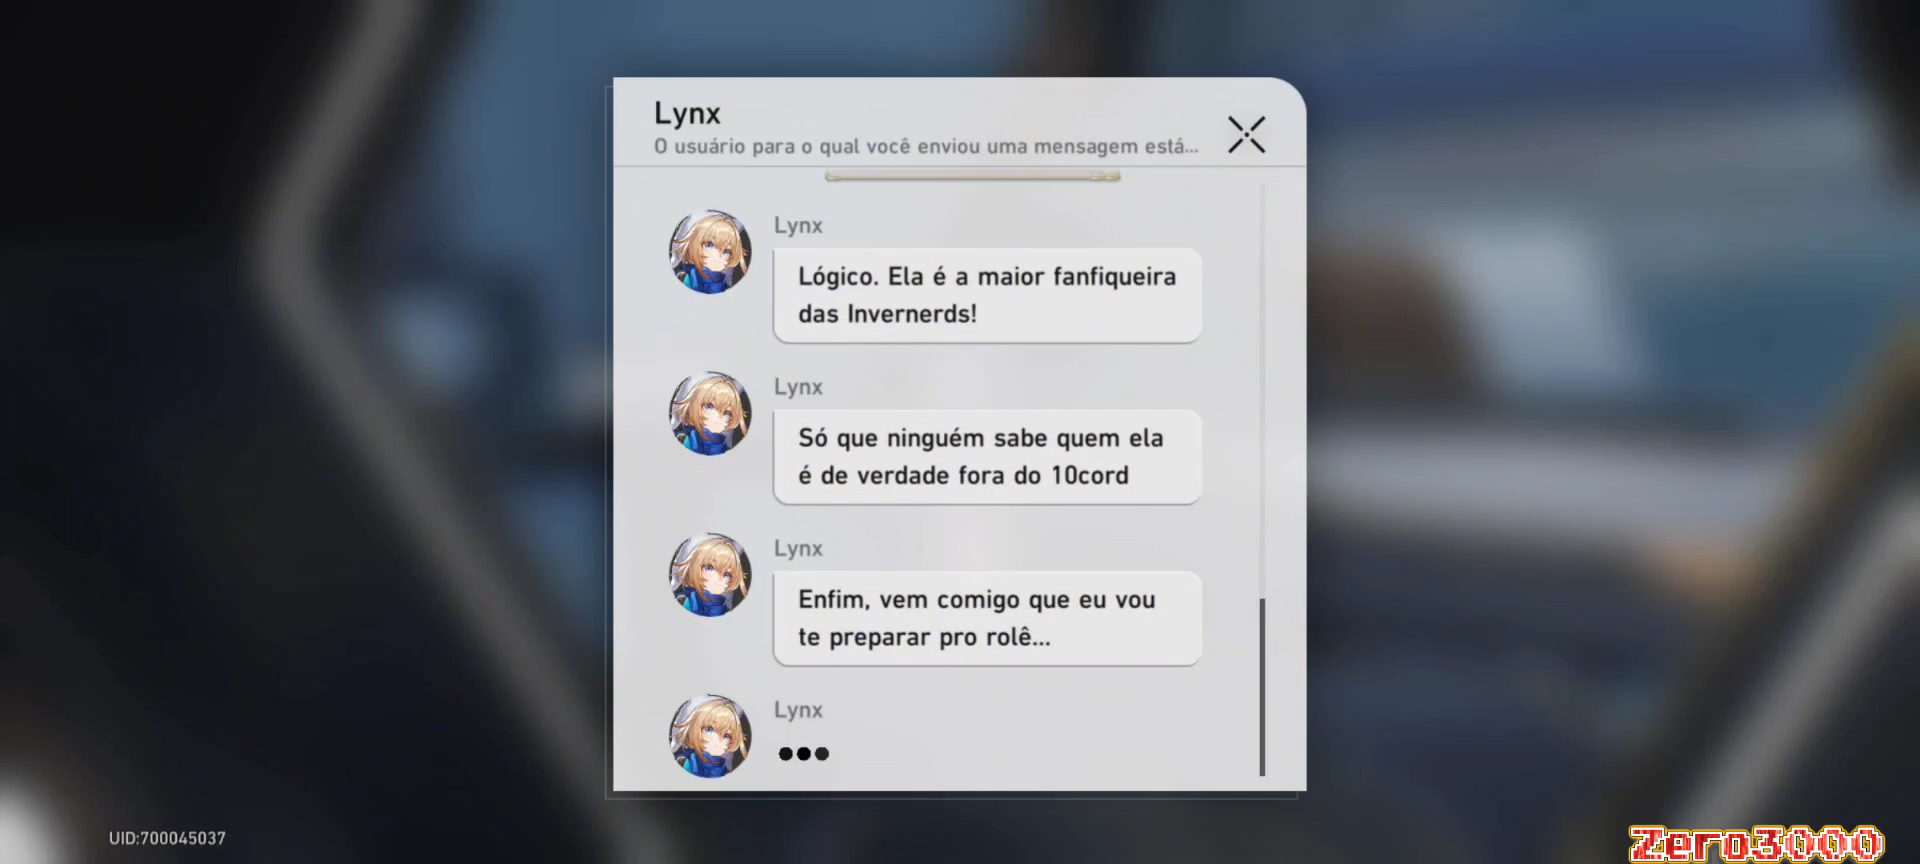 Lynx
O usuário para o qual você enviou uma mensagem está...
Lynx
Lógico. Ela é a maior fanfiqueira
das Invernerds!
Lynx
Só que ninguém sabe quem ela
é de verdade fora do 10cord
Lynx
Enfim, vem comigo que eu vou
te preparar pro rolê...
Lynx
UID:700045037
Zero3000